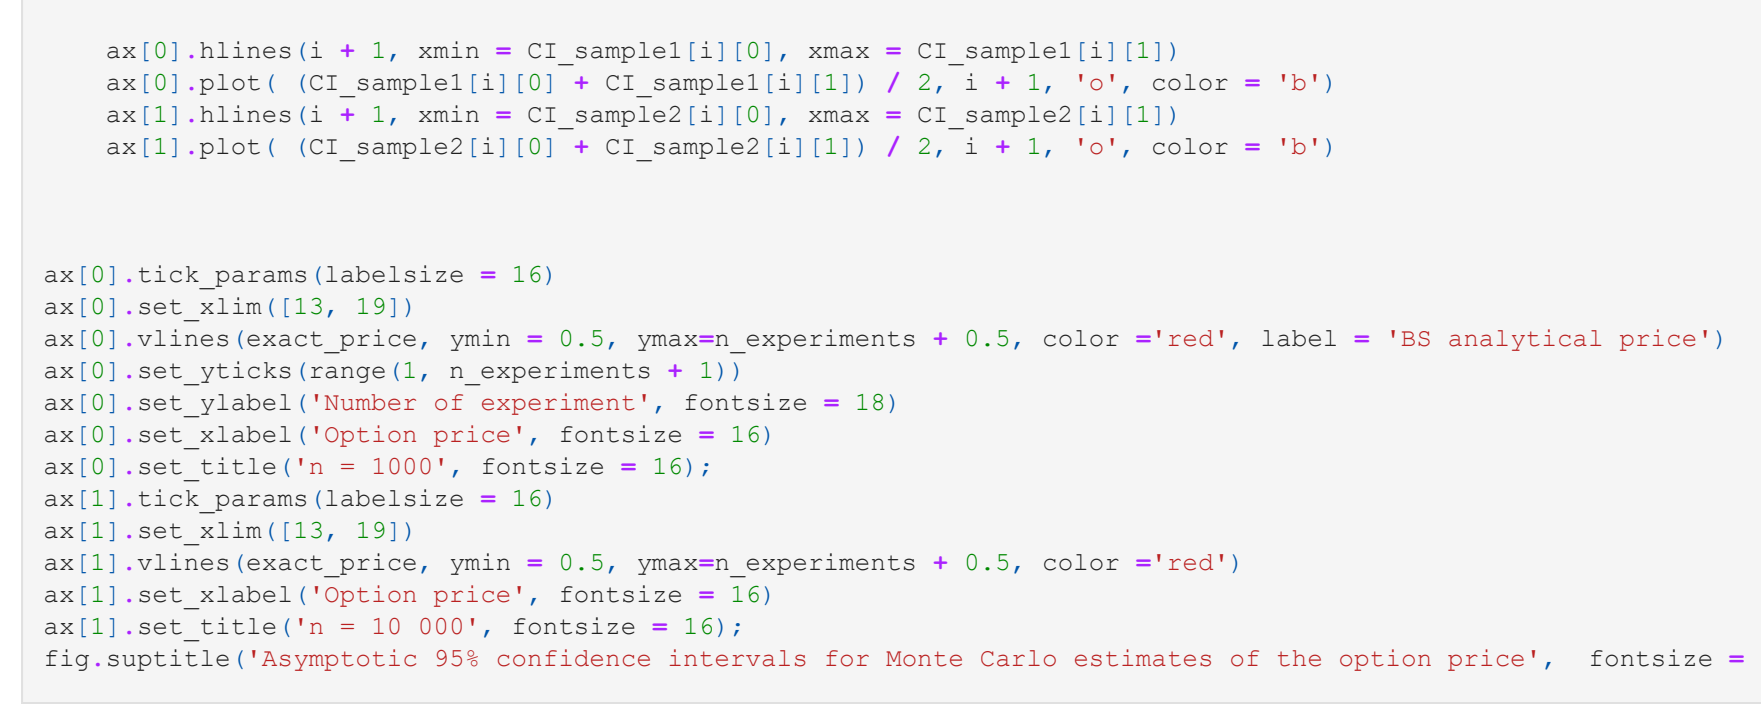 ax[0].hlines(i + 1, xmin = CI_sample1[i][0], xmax = CI_sample1[i][1])
    ax[0].plot( (CI_sample1[i][0] + CI_sample1[i][1]) / 2, i + 1, 'o', color = 'b')
    ax[1].hlines(i + 1, xmin = CI_sample2[i][0], xmax = CI_sample2[i][1])
    ax[1].plot( (CI_sample2[i][0] + CI_sample2[i][1]) / 2, i + 1, 'o', color = 'b')
ax[0].tick_params(labelsize = 16)
ax[0].set_xlim([13, 19])
ax[0].vlines(exact_price, ymin = 0.5, ymax=n_experiments + 0.5, color ='red', label = 'BS analytical price')
ax[0].set_yticks(range(1, n_experiments + 1))
ax[0].set_ylabel('Number of experiment', fontsize = 18)
ax[0].set_xlabel('Option price', fontsize = 16)
ax[0].set_title('n = 1000', fontsize = 16);
ax[1].tick_params(labelsize = 16)
ax[1].set_xlim([13, 19])
ax[1].vlines(exact_price, ymin = 0.5, ymax=n_experiments + 0.5, color ='red')
ax[1].set_xlabel('Option price', fontsize = 16)
ax[1].set_title('n = 10 000', fontsize = 16);
fig.suptitle('Asymptotic 95% confidence intervals for Monte Carlo estimates of the option price',  fontsize =